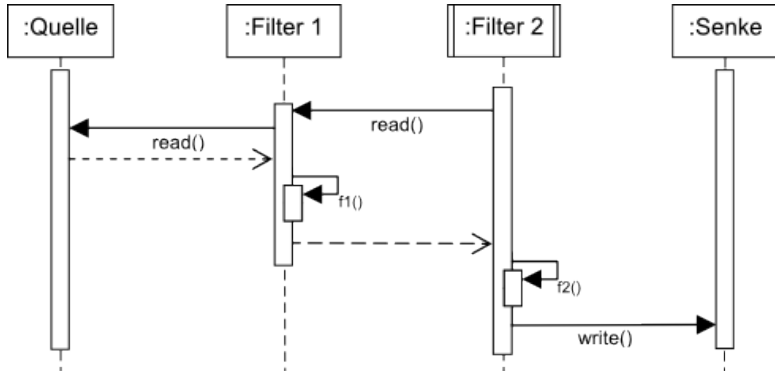 :Quelle
:Filter 1
:Filter 2
:Senke
read()
read()
f1()
f2()
write()